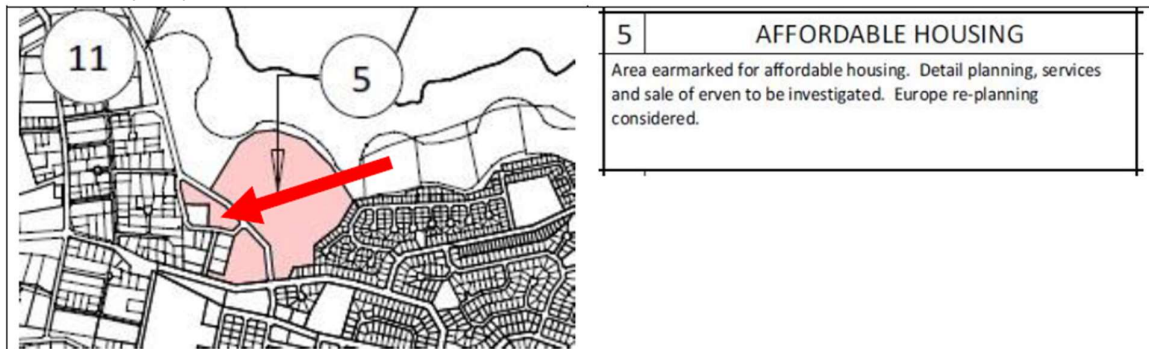 11
5
5 AFFORDABLE HOUSING
Area earmarked for affordable housing. Detail planning, services
and sale of erven to be investigated. Europe re-planning
considered.